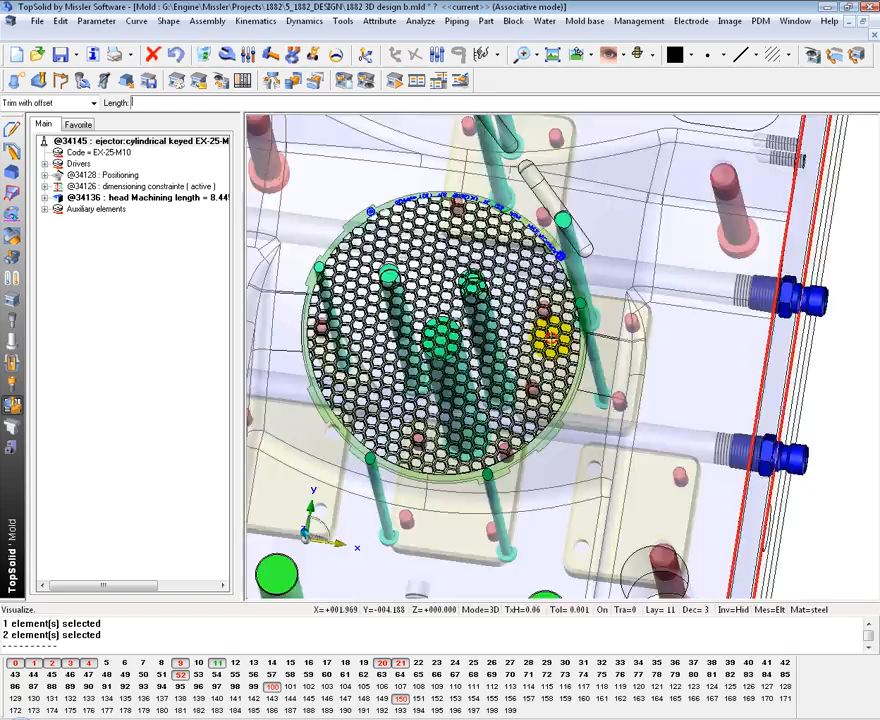 TopSolid by Missler Software - [Mold : G:\Engine\Missler\Projects\1882\5_1882_DESIGN\1882 3D design b.mld * ? <<current>> (Associative mode)]
File Edit Parameter Curve Shape Assembly Kinematics Dynamics Tools Attribute Analyze Piping Part Block Water Mold base Management Electrode Image PDM Window Help
Trim with offset Length:
Main Favorite
@34145 : ejector:cylindrical keyed EX-25-M
Code = EX-25-M10
Drivers
@34128 : Positioning
@34126 : dimensioning constrainte ( active )
@34136 : head Machining length = 8.44
Auxiliary elements
y
x
TopSolid 'Mold
Visualize. X=+001.969 Y=-004.188 Z=+000.000 Mode=3D TxH=0.06 Tol=0.001 On Tra=0 Lay= 11 Dec= 3 Inv=Hid Mes=Elt Mat=steel
1 element(s) selected
2 element(s) selected
----------
0 1 2 3 4 5 6 7 8 9 10 11 12 13 14 15 16 17 18 19 20 21 22 23 24 25 26 27 28 29 30 31 32 33 34 35 36 37 38 39 40 41 42
43 44 45 46 47 48 49 50 51 52 53 54 55 56 57 58 59 60 61 62 63 64 65 66 67 68 69 70 71 72 73 74 75 76 77 78 79 80 81 82 83 84 85
86 87 88 89 90 91 92 93 94 95 96 97 98 99 100 101 102 103 104 105 106 107 108 109 110 111 112 113 114 115 116 117 118 119 120 121 122 123 124 125 126 127 128
129 130 131 132 133 134 135 136 137 138 139 140 141 142 143 144 145 146 147 148 149 150 151 152 153 154 155 156 157 158 159 160 161 162 163 164 165 166 167 168 169 170 171
172 173 174 175 176 177 178 179 180 181 182 183 184 185 186 187 188 189 190 191 192 193 194 195 196 197 198 199